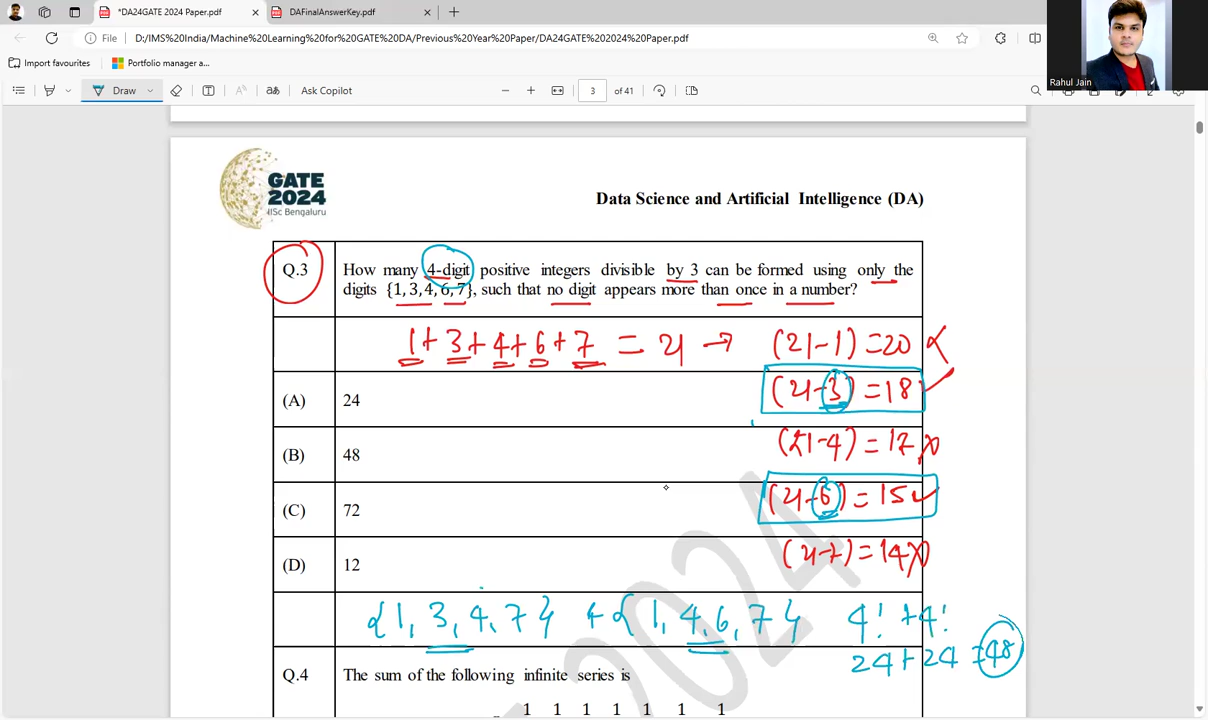 *DA24GATE 2024 Paper.pdf
DAFinalAnswerKey.pdf
File
D:/IMS%20India/Machine%20Learning%20for%20GATE%20DA/Previous%20Year%20Paper/DA24GATE%202024%20Paper.pdf
Import favourites
Portfolio manager a...
Draw
Ask Copilot
3 of 41
Rahul Jain
GATE
2024
IISc Bengaluru
Data Science and Artificial Intelligence (DA)
Q.3
How many 4-digit positive integers divisible by 3 can be formed using only the
digits {1, 3, 4, 6, 7}, such that no digit appears more than once in a number?
1+3+4+6+7 = 21 → (21-1)=20
(A) 24
(21-3)=18
(B) 48
(21-4)=17
(C) 72
(21-6)=15
(D) 12
(21-7)=14
{1, 3, 4, 7} + {1, 4, 6, 7} 4! + 4!
24+24 =48
Q.4
The sum of the following infinite series is
1 1 1 1 1 1 1
2024